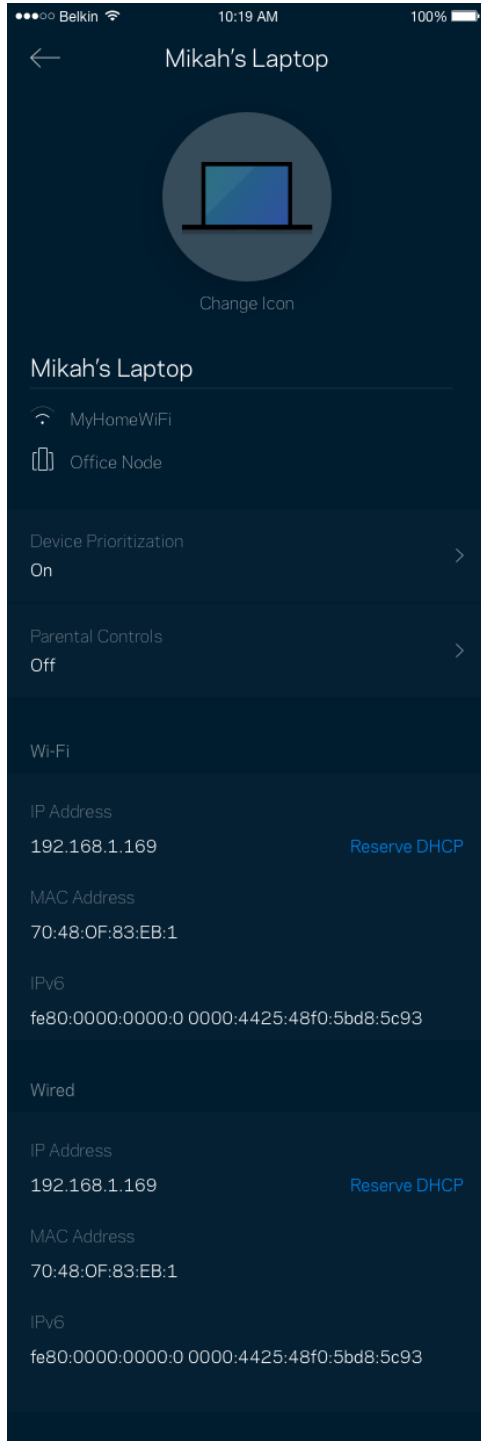 Belkin 10:19 AM 100%
Mikah's Laptop
Change Icon
Mikah's Laptop
MyHomeWiFi
Office Node
Device Prioritization
On
Parental Controls
Off
Wi-Fi
IP Address
192.168.1.169 Reserve DHCP
MAC Address
70:48:0F:83:EB:1
IPv6
fe80:0000:0000:0 0000:4425:48f0:5bd8:5c93
Wired
IP Address
192.168.1.169 Reserve DHCP
MAC Address
70:48:0F:83:EB:1
IPv6
fe80:0000:0000:0 0000:4425:48f0:5bd8:5c93